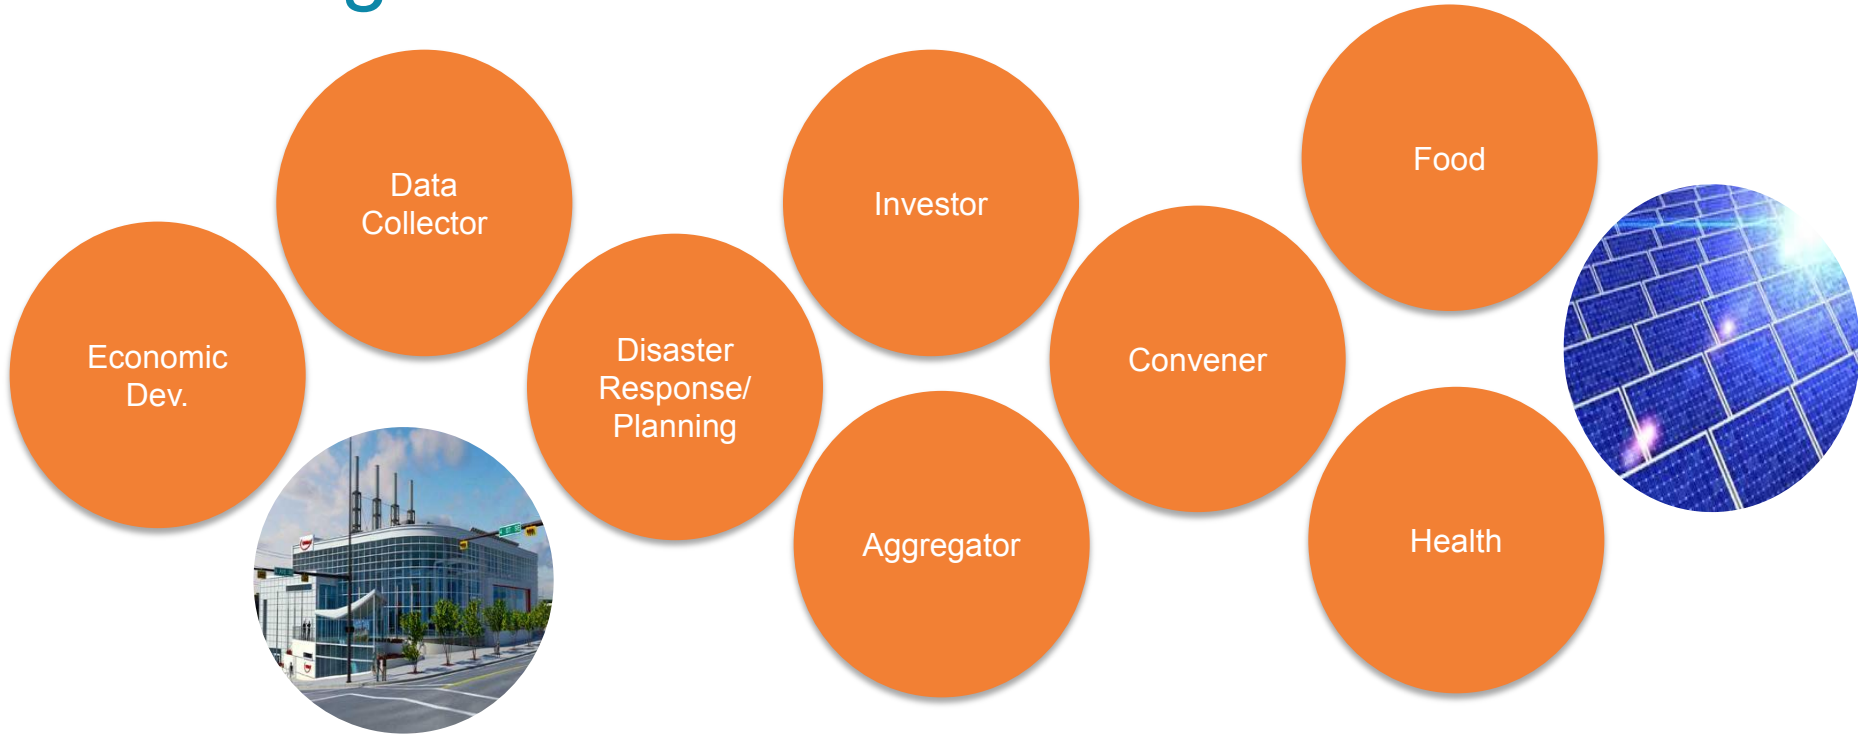 Economic
Dev.
Data
Collector
Disaster
Response/
Planning
Investor
Aggregator
Convener
Food
Health